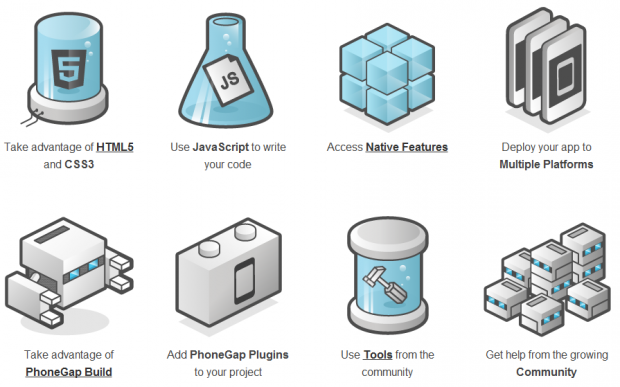 5
JS
Take advantage of HTML5
and CSS3
Use JavaScript to write
your code
Access Native Features
Deploy your app to
Multiple Platforms
Take advantage of
PhoneGap Build
Add PhoneGap Plugins
to your project
Use Tools from the
community
Get help from the growing
Community